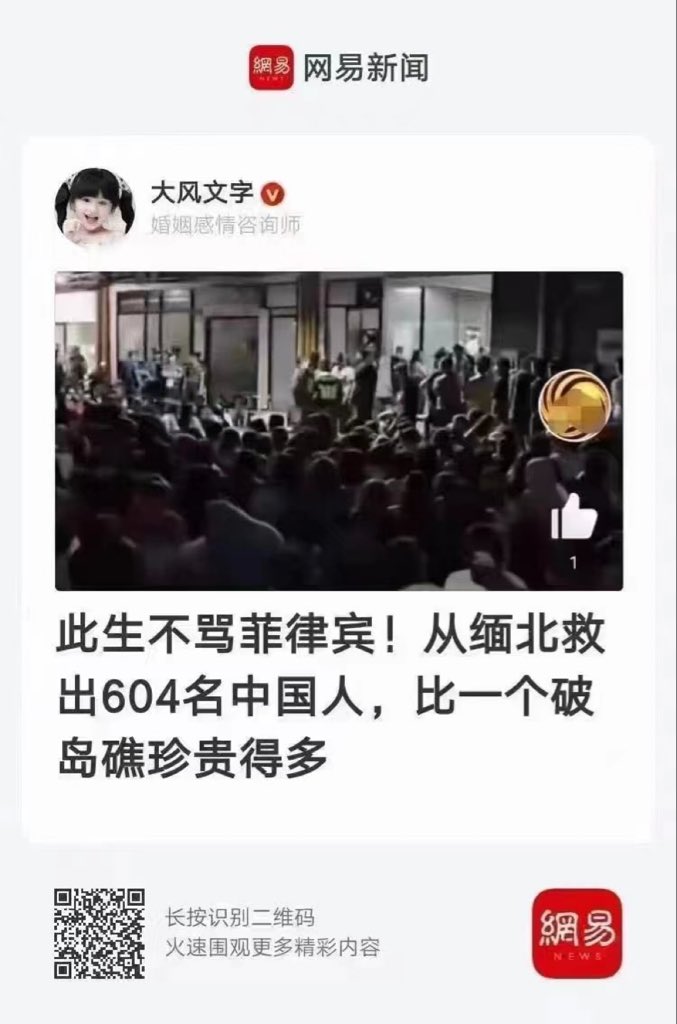 網易 NEWS 网易新闻
大风文字 V
婚姻感情咨询师
1
此生不骂菲律宾！从缅北救
出604名中国人，比一个破
岛礁珍贵得多
长按识别二维码
火速围观更多精彩内容
網易
NEWS